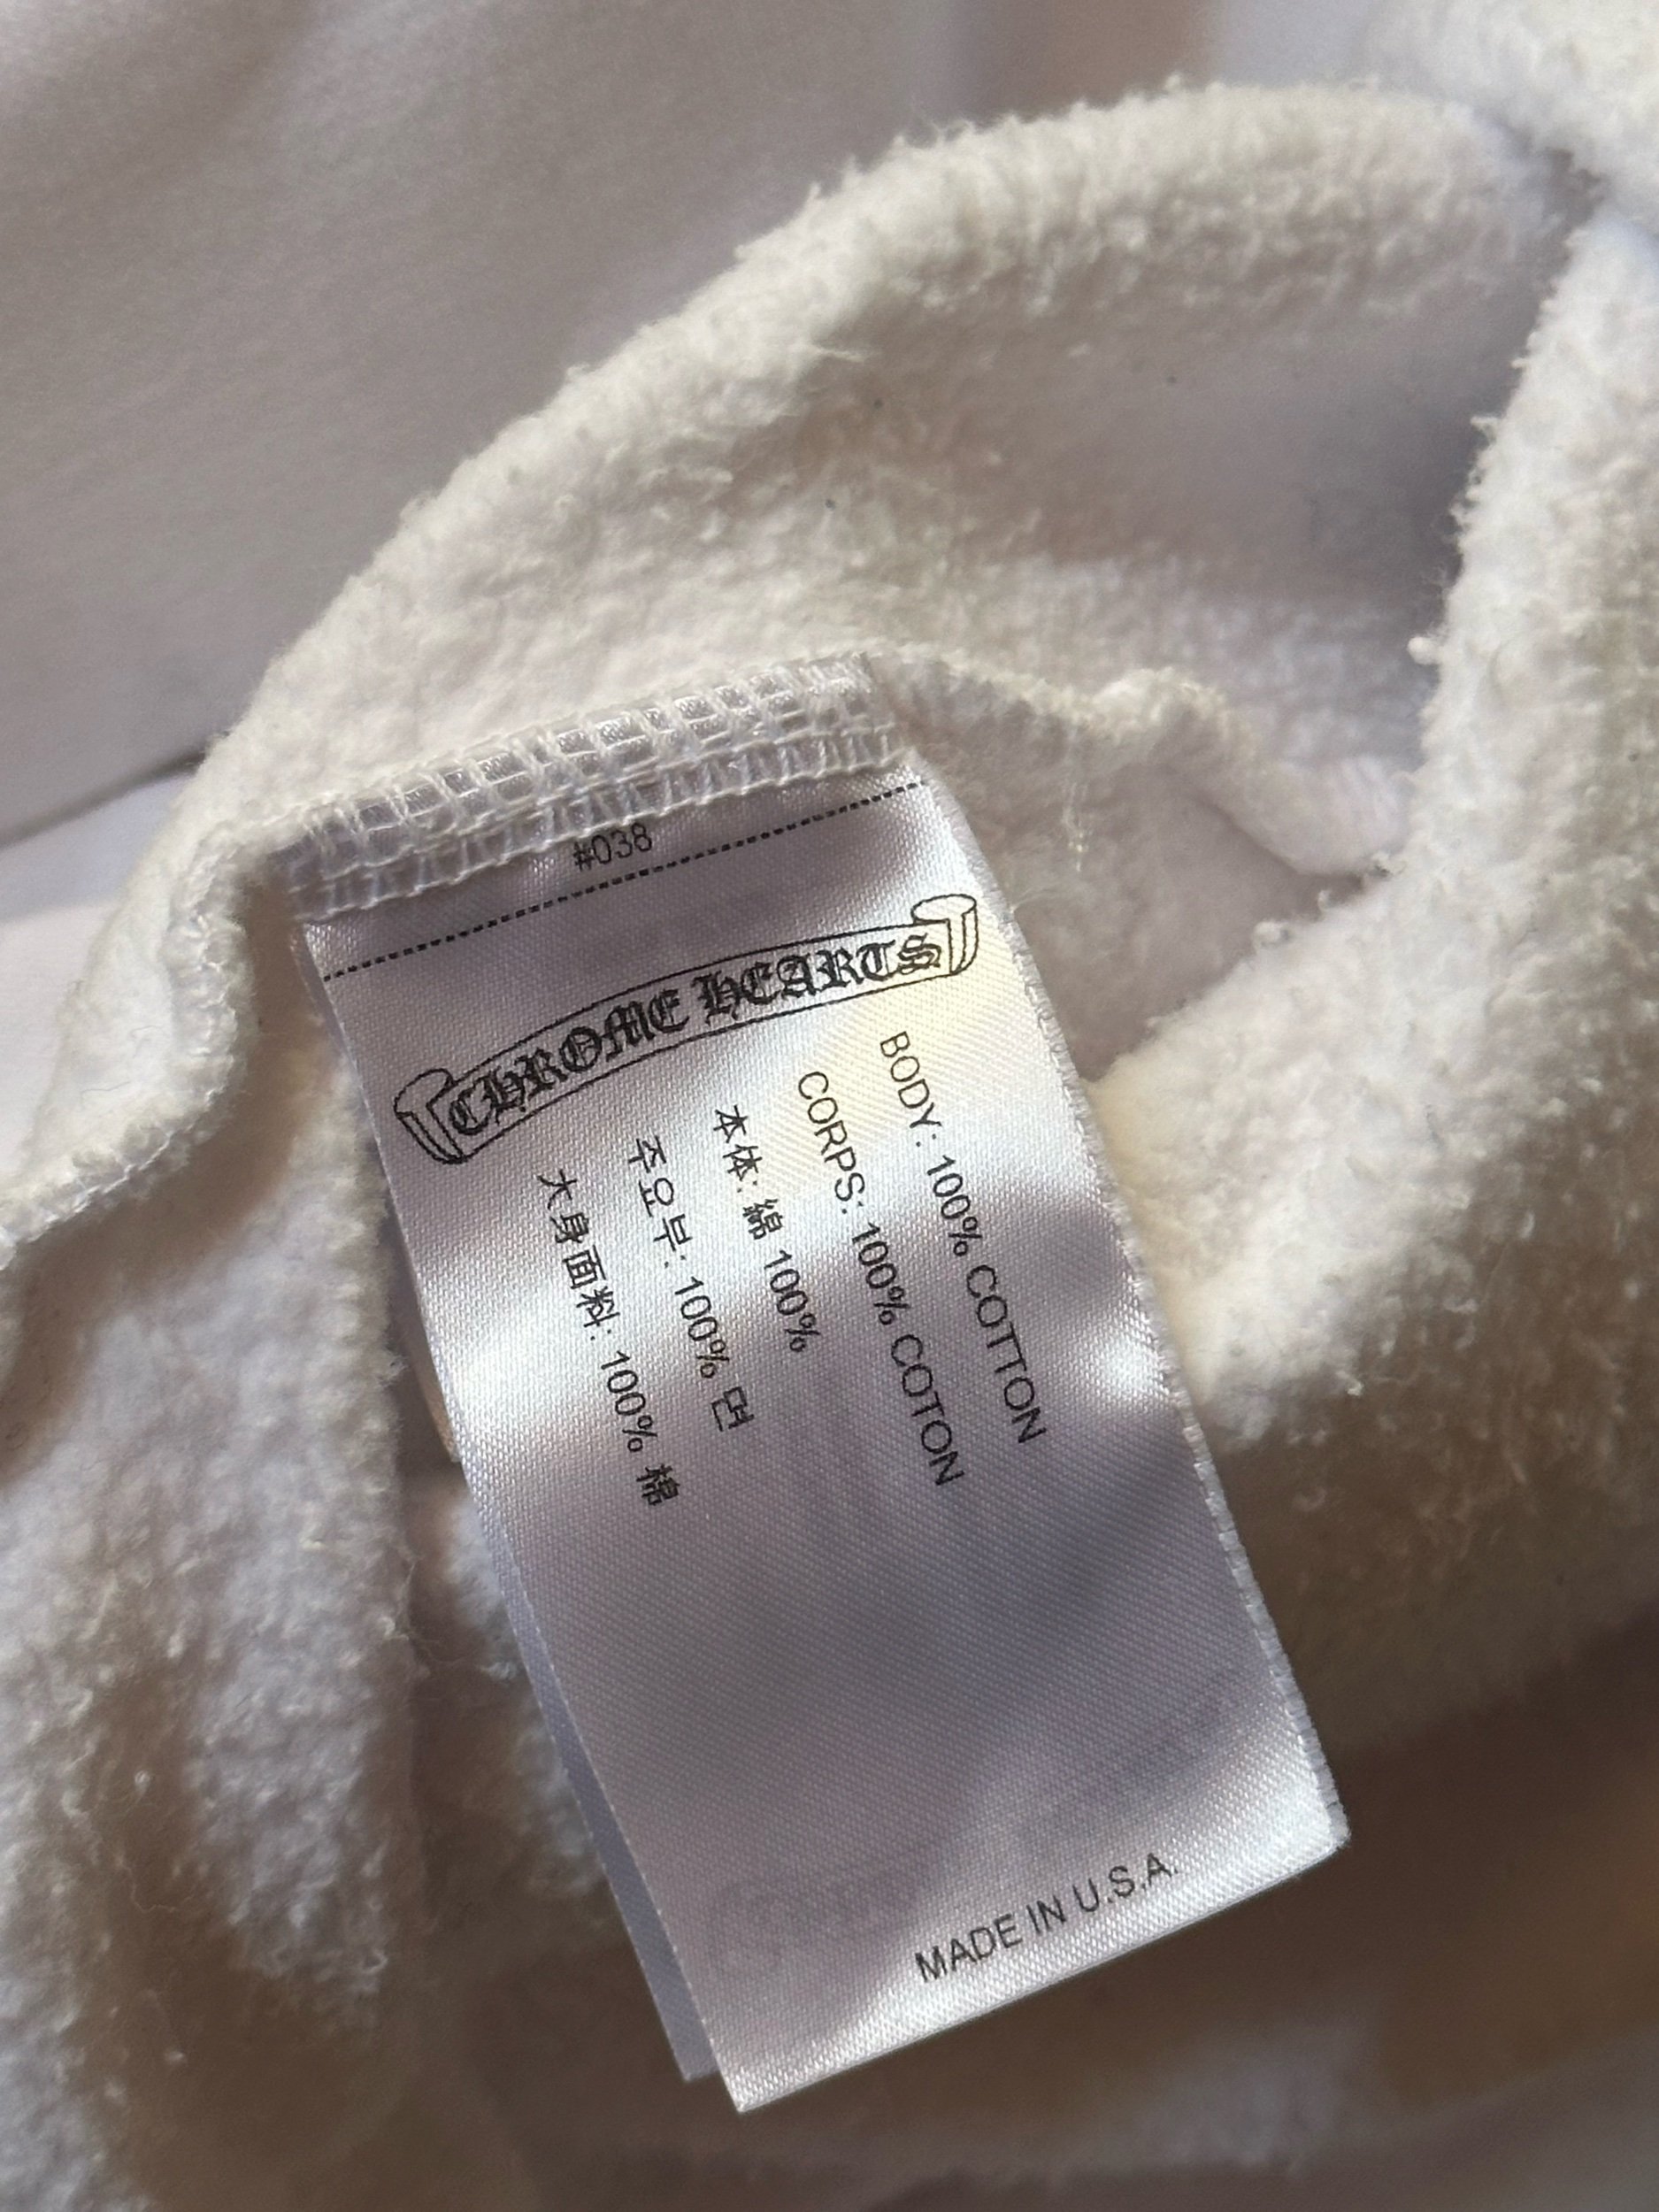 #038
CHROME HEARTS
BODY: 100% COTTON
CORPS: 100% COTON
本体: 綿 100%
주요부: 100% 면
大身面料: 100% 棉
MADE IN U.S.A.